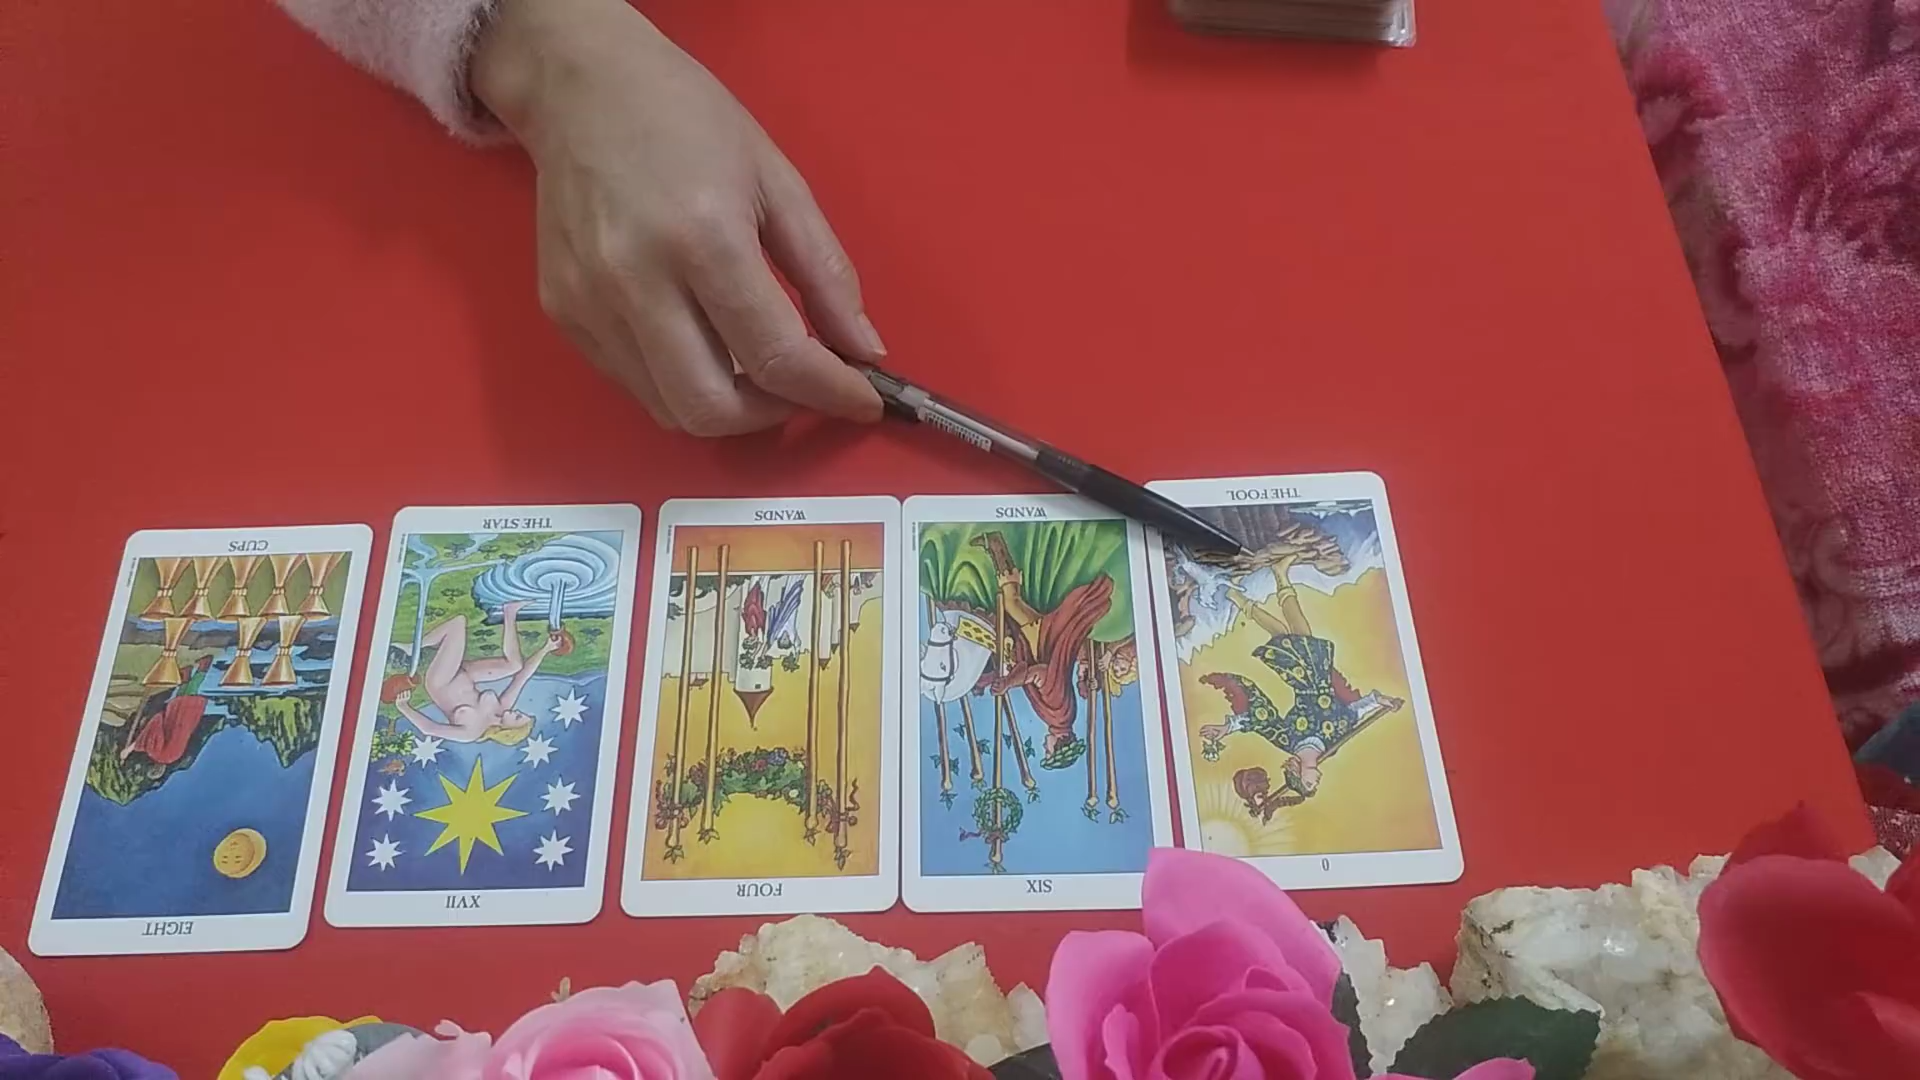 CUPS
EIGHT
THE STAR
XVII
WANDS
FOUR
WANDS
SIX
THE FOOL
0